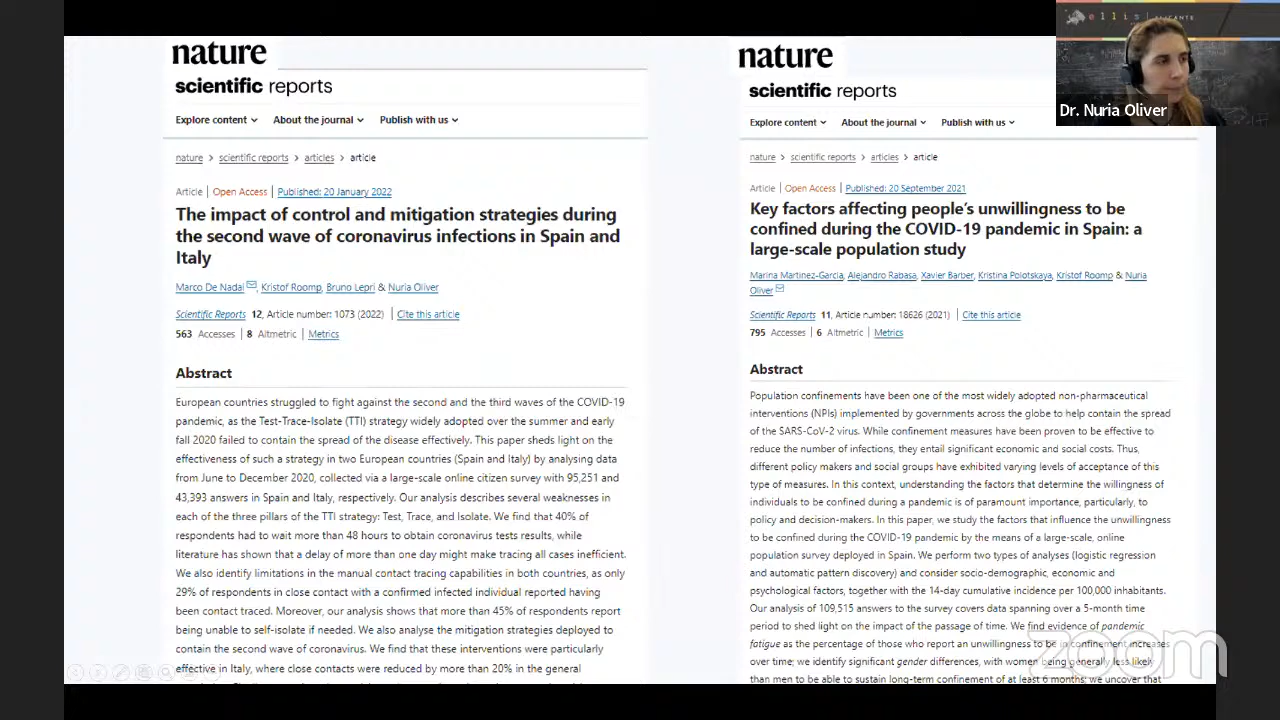 nature
scientific reports
Explore content About the journal Publish with us
nature > scientific reports > articles > article
Article | Open Access | Published: 20 January 2022
The impact of control and mitigation strategies during
the second wave of coronavirus infections in Spain and
Italy
Marco De Nadai, Kristof Roomp, Bruno Lepri & Nuria Oliver
Scientific Reports 12, Article number: 1073 (2022) | Cite this article
563 Accesses | 8 Altmetric | Metrics
Abstract
European countries struggled to fight against the second and the third waves of the COVID-19
pandemic, as the Test-Trace-Isolate (TTI) strategy widely adopted over the summer and early
fall 2020 failed to contain the spread of the disease effectively. This paper sheds light on the
effectiveness of such a strategy in two European countries (Spain and Italy) by analysing data
from June to December 2020, collected via a large-scale online citizen survey with 95,251 and
43,393 answers in Spain and Italy, respectively. Our analysis describes several weaknesses in
each of the three pillars of the TTI strategy: Test, Trace, and Isolate. We find that 40% of
respondents had to wait more than 48 hours to obtain coronavirus tests results, while
literature has shown that a delay of more than one day might make tracing all cases inefficient.
We also identify limitations in the manual contact tracing capabilities in both countries, as only
29% of respondents in close contact with a confirmed infected individual reported having
been contact traced. Moreover, our analysis shows that more than 45% of respondents report
being unable to self-isolate if needed. We also analyse the mitigation strategies deployed to
contain the second wave of coronavirus. We find that these interventions were particularly
effective in Italy, where close contacts were reduced by more than 20% in the general
nature
scientific reports
Explore content About the journal Publish with us
nature > scientific reports > articles > article
Article | Open Access | Published: 20 September 2021
Key factors affecting people's unwillingness to be
confined during the COVID-19 pandemic in Spain: a
large-scale population study
Marina Martinez-Garcia, Alejandro Rabasa, Xavier Barber, Kristina Polotskaya, Kristof Roomp & Nuria
Oliver
Scientific Reports 11, Article number: 18626 (2021) | Cite this article
795 Accesses | 6 Altmetric | Metrics
Abstract
Population confinements have been one of the most widely adopted non-pharmaceutical
interventions (NPIs) implemented by governments across the globe to help contain the spread
of the SARS-CoV-2 virus. While confinement measures have been proven to be effective to
reduce the number of infections, they entail significant economic and social costs. Thus,
different policy makers and social groups have exhibited varying levels of acceptance of this
type of measures. In this context, understanding the factors that determine the willingness of
individuals to be confined during a pandemic is of paramount importance, particularly, to
policy and decision-makers. In this paper, we study the factors that influence the unwillingness
to be confined during the COVID-19 pandemic by the means of a large-scale, online
population survey deployed in Spain. We perform two types of analyses (logistic regression
and automatic pattern discovery) and consider socio-demographic, economic and
psychological factors, together with the 14-day cumulative incidence per 100,000 inhabitants.
Our analysis of 109,515 answers to the survey covers data spanning over a 5-month time
period to shed light on the impact of the passage of time. We find evidence of pandemic
fatigue as the percentage of those who report an unwillingness to be in confinement increases
over time; we identify significant gender differences, with women being generally less likely
than men to be able to sustain long-term confinement of at least 6 months; we uncover that
ellis | ALICANTE
Dr. Nuria Oliver
zoom